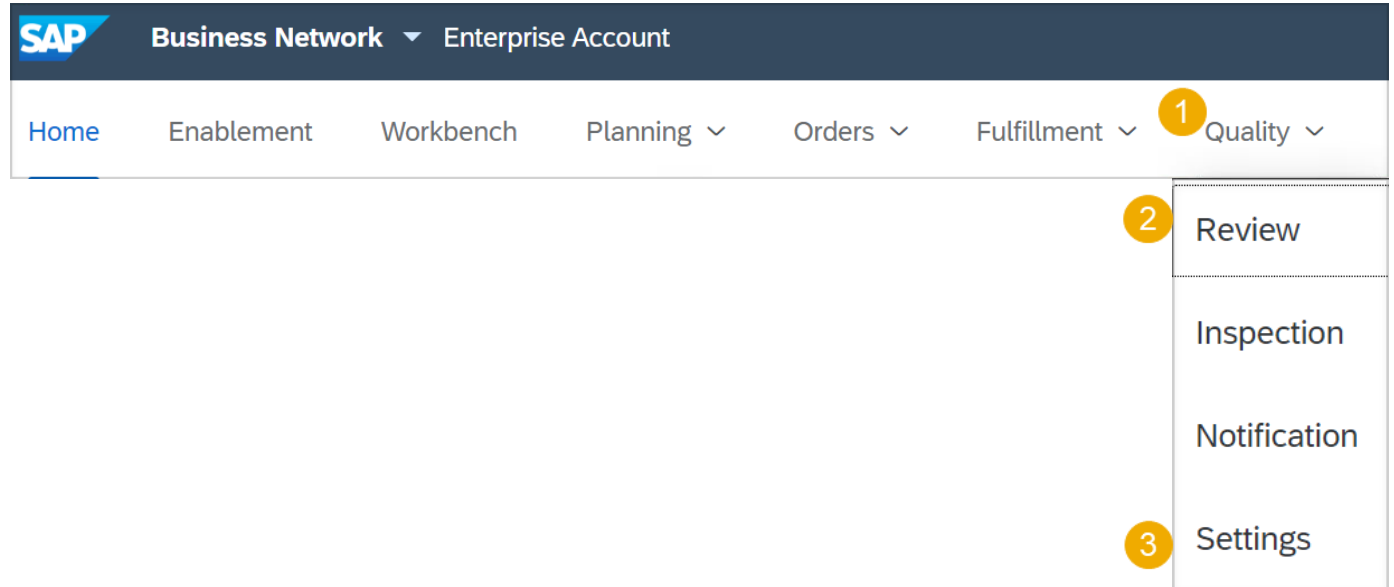 SAP Business Network Enterprise Account
Home Enablement Workbench Planning Orders Fulfillment 1 Quality
2 Review
Inspection
Notification
3 Settings